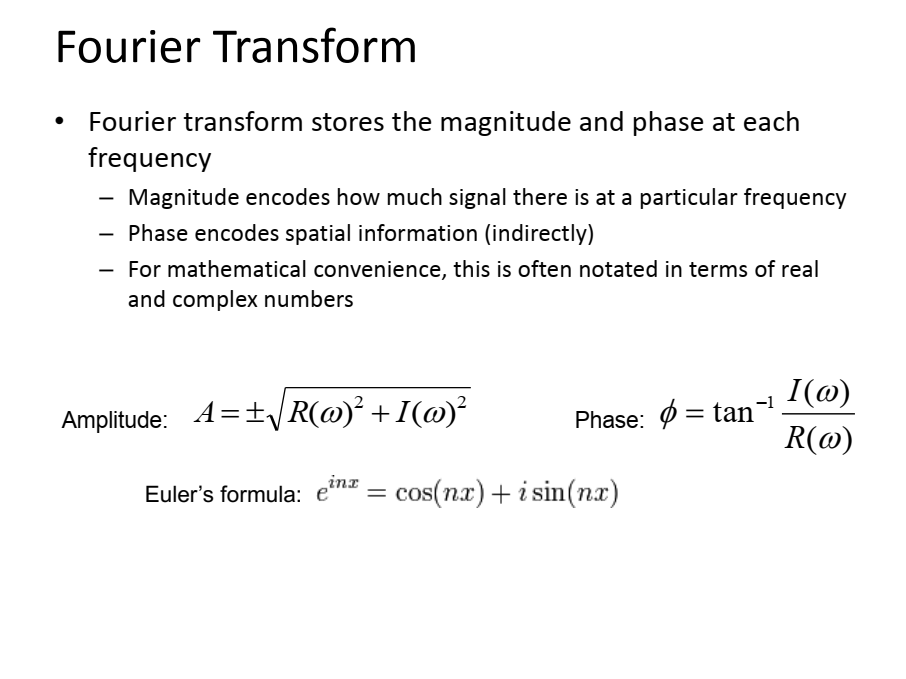 Fourier Transform
• Fourier transform stores the magnitude and phase at each
frequency
– Magnitude encodes how much signal there is at a particular frequency
– Phase encodes spatial information (indirectly)
– For mathematical convenience, this is often notated in terms of real
and complex numbers
Amplitude: A = ±√(R(ω)² + I(ω)²) Phase: ϕ = tan⁻¹ I(ω)/R(ω)
Euler’s formula: eⁱⁿˣ = cos(nx) + i sin(nx)